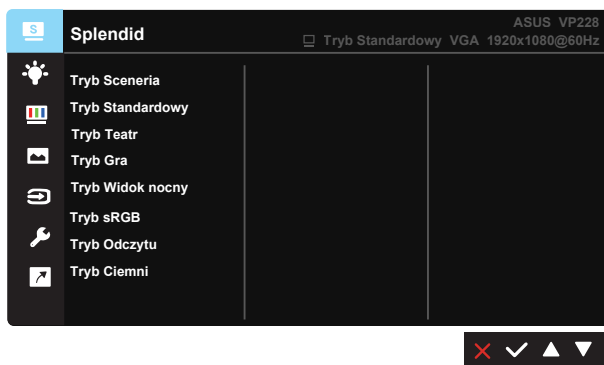 S
Splendid
ASUS VP228
Tryb Standardowy VGA 1920x1080@60Hz
Tryb Sceneria
Tryb Standardowy
Tryb Teatr
Tryb Gra
Tryb Widok nocny
Tryb sRGB
Tryb Odczytu
Tryb Ciemni